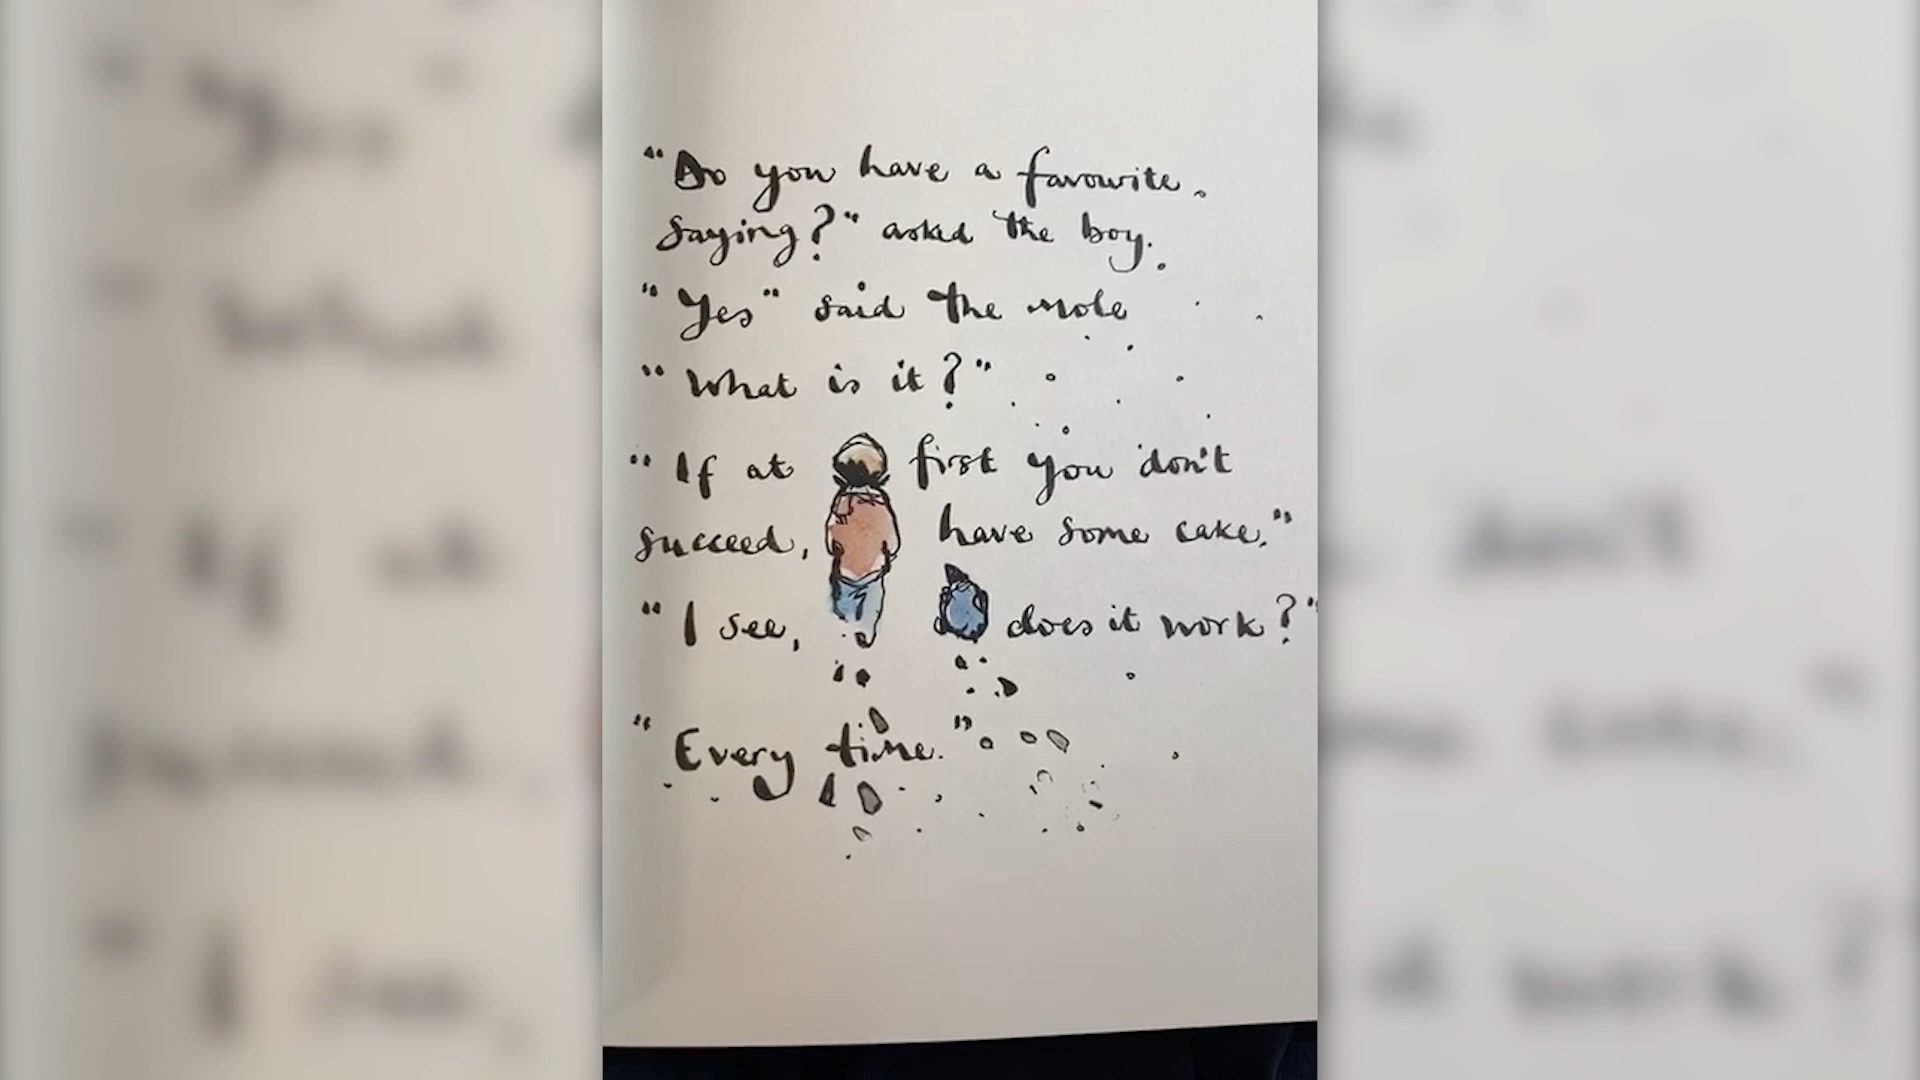 "Do you have a favourite
saying?" asked the boy.
"Yes" said the mole
"What is it?"
"If at first you don't
succeed, have some cake."
"I see, does it work?"
"Every time."